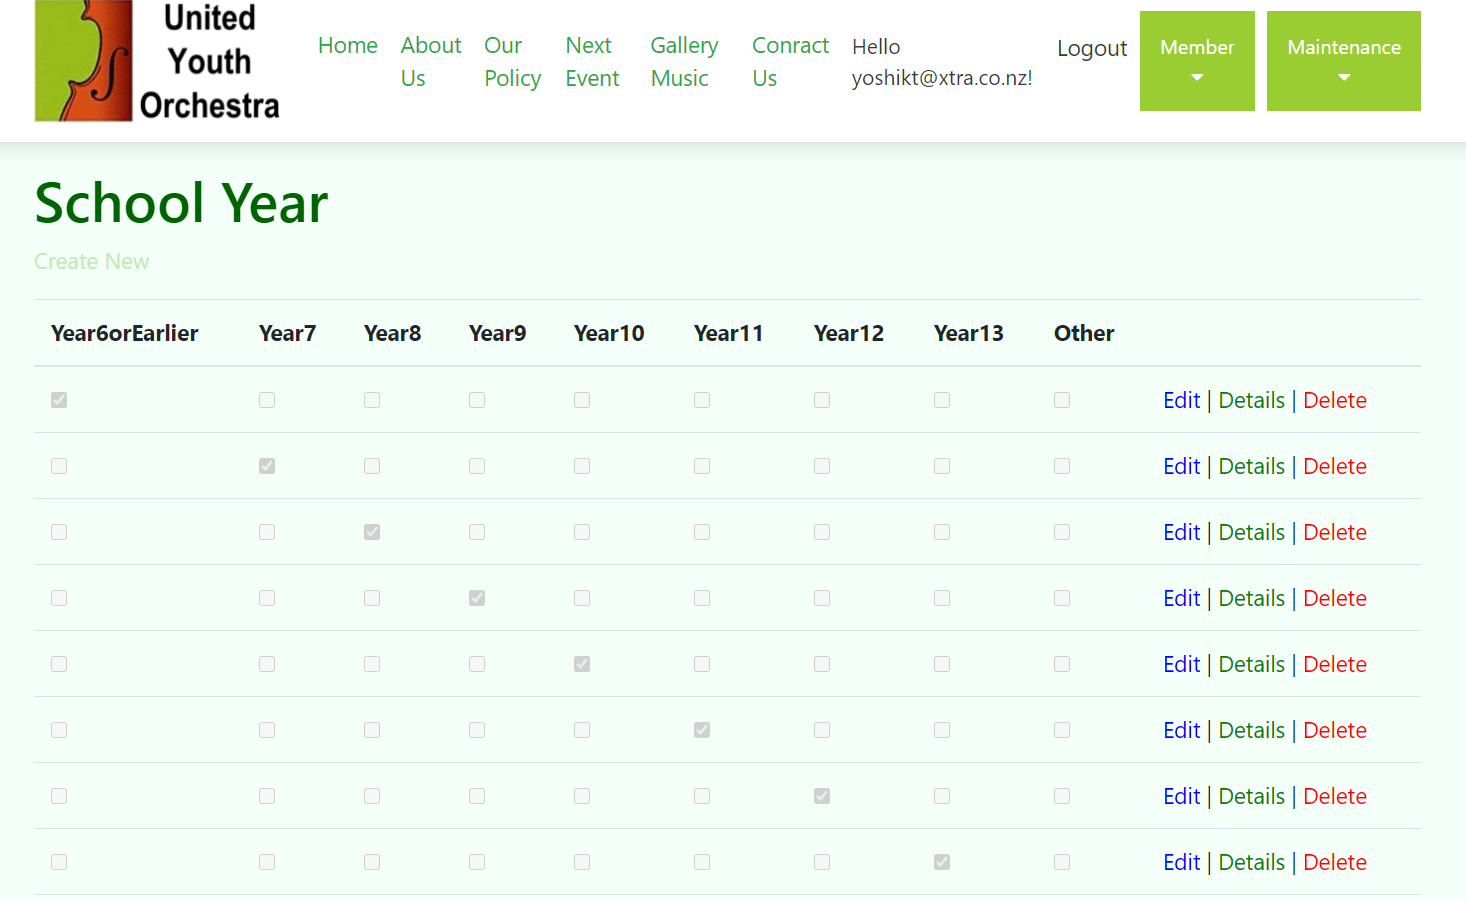 United
Youth
Orchestra
Home
About
Us
Our
Policy
Next
Event
Gallery
Music
Conract
Us
Hello
yoshikt@xtra.co.nz!
Logout
Member
Maintenance
School Year
Create New
Year6orEarlier Year7 Year8 Year9 Year10 Year11 Year12 Year13 Other
Edit | Details | Delete
Edit | Details | Delete
Edit | Details | Delete
Edit | Details | Delete
Edit | Details | Delete
Edit | Details | Delete
Edit | Details | Delete
Edit | Details | Delete